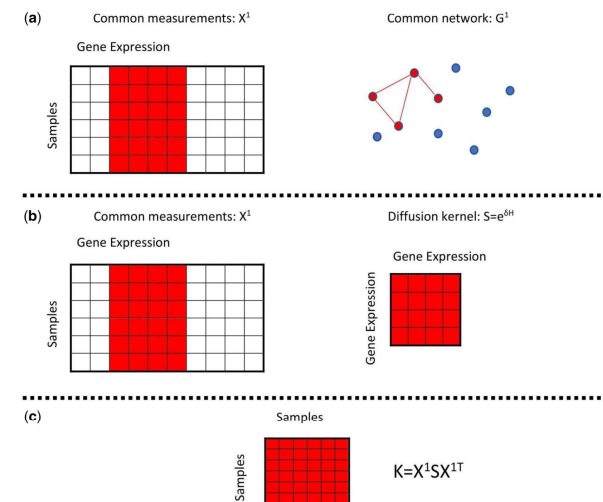 (a)
Common measurements: X¹
Common network: G¹
Gene Expression
Samples
(b)
Common measurements: X¹
Diffusion kernel: S=e^δH
Gene Expression
Gene Expression
Samples
Gene Expression
(c)
Samples
Samples
K=X¹SX¹ᵀ